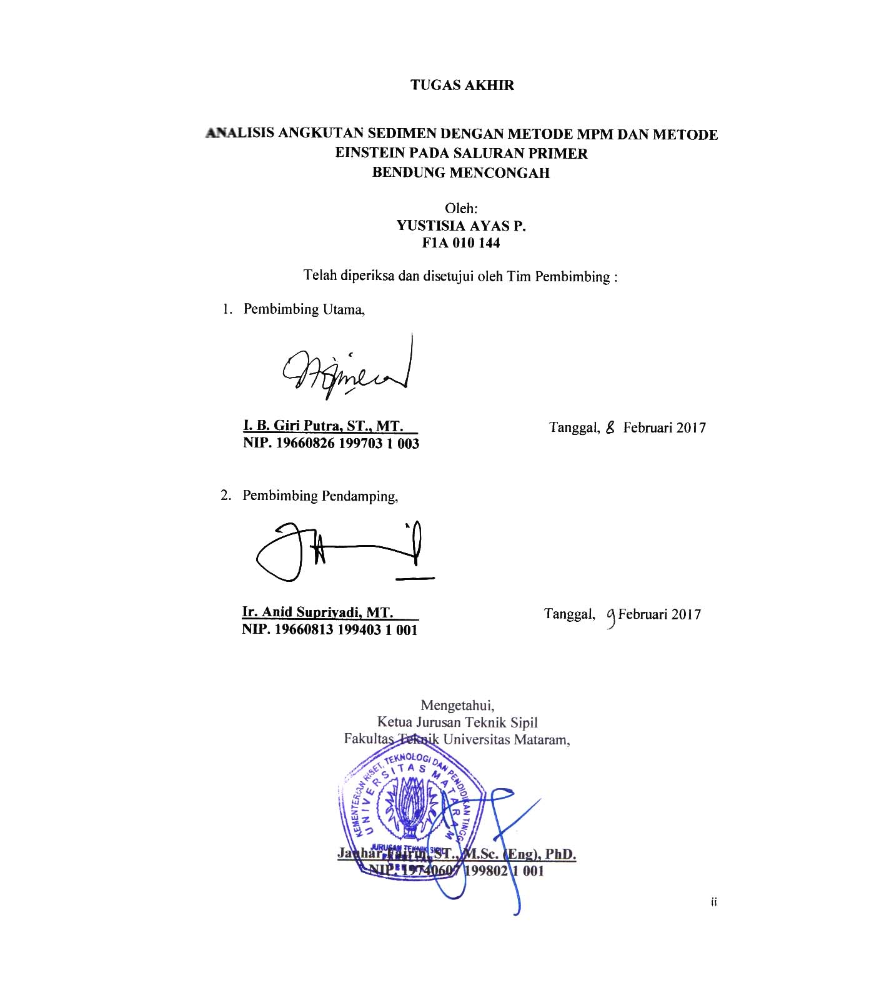 TUGAS AKHIR
ANALISIS ANGKUTAN SEDIMEN DENGAN METODE MPM DAN METODE
EINSTEIN PADA SALURAN PRIMER
BENDUNG MENCONGAH
Oleh:
YUSTISIA AYAS P.
F1A 010 144
Telah diperiksa dan disetujui oleh Tim Pembimbing :
1. Pembimbing Utama,
I. B. Giri Putra, ST., MT.
NIP. 19660826 199703 1 003
Tanggal, 8 Februari 2017
2. Pembimbing Pendamping,
Ir. Anid Supriyadi, MT.
NIP. 19660813 199403 1 001
Tanggal, 9 Februari 2017
Mengetahui,
Ketua Jurusan Teknik Sipil
Fakultas Teknik Universitas Mataram,
KEMENTERIAN RISET, TEKNOLOGI DAN PENDIDIKAN TINGGI
UNIVERSITAS MATARAM
JURUSAN TEKNIK SIPIL
FAKULTAS
Jauhar Fajrin, ST., M.Sc. (Eng), PhD.
NIP. 19740607 199802 1 001
ii